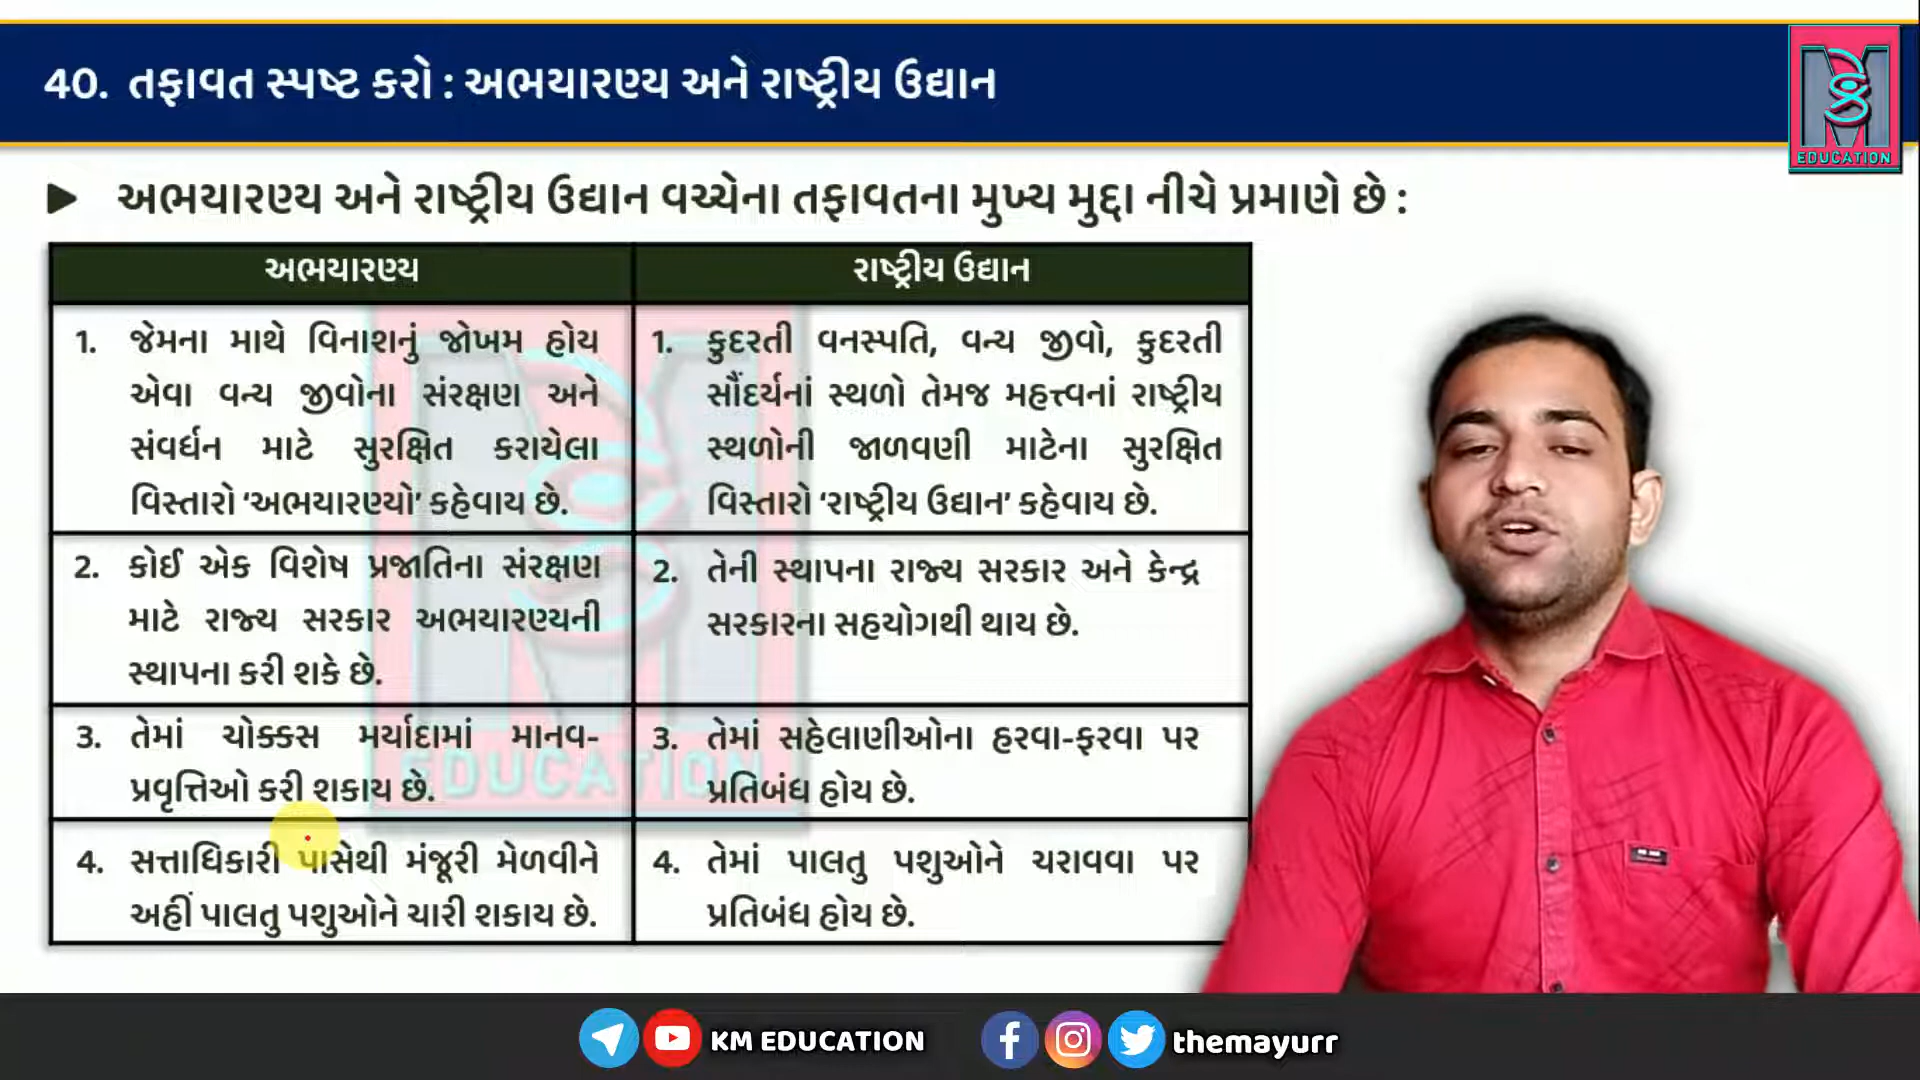 40. તફાવત સ્પષ્ટ કરો : અભયારણ્ય અને રાષ્ટ્રીય ઉદ્યાન
EDUCATION
અભયારણ્ય અને રાષ્ટ્રીય ઉદ્યાન વચ્ચેના તફાવતના મુખ્ય મુદ્દા નીચે પ્રમાણે છે :
અભયારણ્ય
1. જેમના માથે વિનાશનું જોખમ હોય
એવા વન્ય જીવોના સંરક્ષણ અને
સંવર્ધન માટે સુરક્ષિત કરાયેલા
વિસ્તારો ‘અભયારણ્યો’ કહેવાય છે.
2. કોઈ એક વિશેષ પ્રજાતિના સંરક્ષણ
માટે રાજ્ય સરકાર અભયારણ્યની
સ્થાપના કરી શકે છે.
3. તેમાં ચોક્કસ મર્યાદામાં માનવ-
પ્રવૃત્તિઓ કરી શકાય છે.
4. સત્તાધિકારી પાસેથી મંજૂરી મેળવીને
અહીં પાલતુ પશુઓને ચારી શકાય છે.
રાષ્ટ્રીય ઉદ્યાન
1. કુદરતી વનસ્પતિ, વન્ય જીવો, કુદરતી
સૌંદર્યનાં સ્થળો તેમજ મહત્ત્વનાં રાષ્ટ્રીય
સ્થળોની જાળવણી માટેના સુરક્ષિત
વિસ્તારો ‘રાષ્ટ્રીય ઉદ્યાન’ કહેવાય છે.
2. તેની સ્થાપના રાજ્ય સરકાર અને કેન્દ્ર
સરકારના સહયોગથી થાય છે.
3. તેમાં સહેલાણીઓના હરવા-ફરવા પર
પ્રતિબંધ હોય છે.
4. તેમાં પાલતુ પશુઓને ચરાવવા પર
પ્રતિબંધ હોય છે.
EDUCATION
KM EDUCATION
themayurr